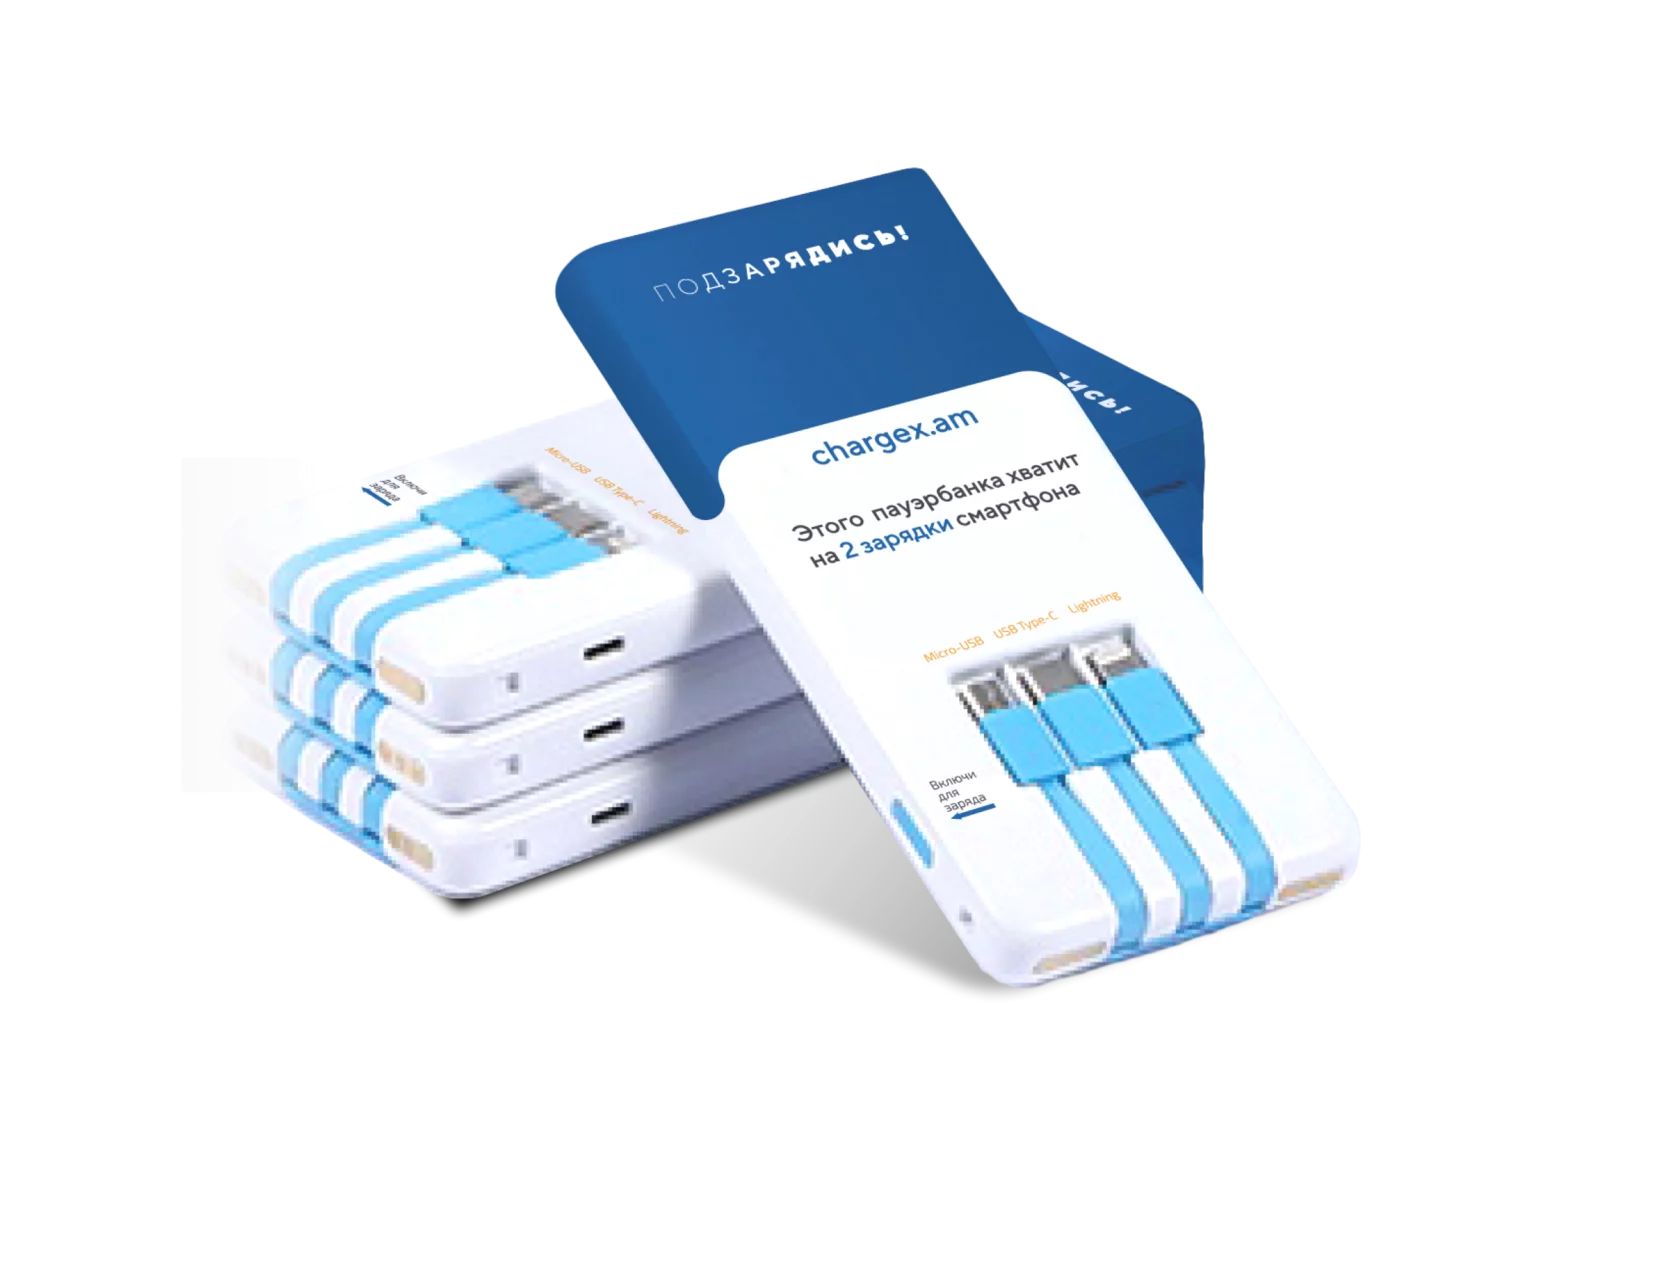 ПОДЗАРЯДИСЬ!
ДИСЬ!
chargex.am
Этого пауэрбанка хватит
на 2 зарядки смартфона
Micro-USB USB Type-C Lightning
Включи
для
заряда
Micro-USB USB Type-C Lightning
Включи
для
заряда